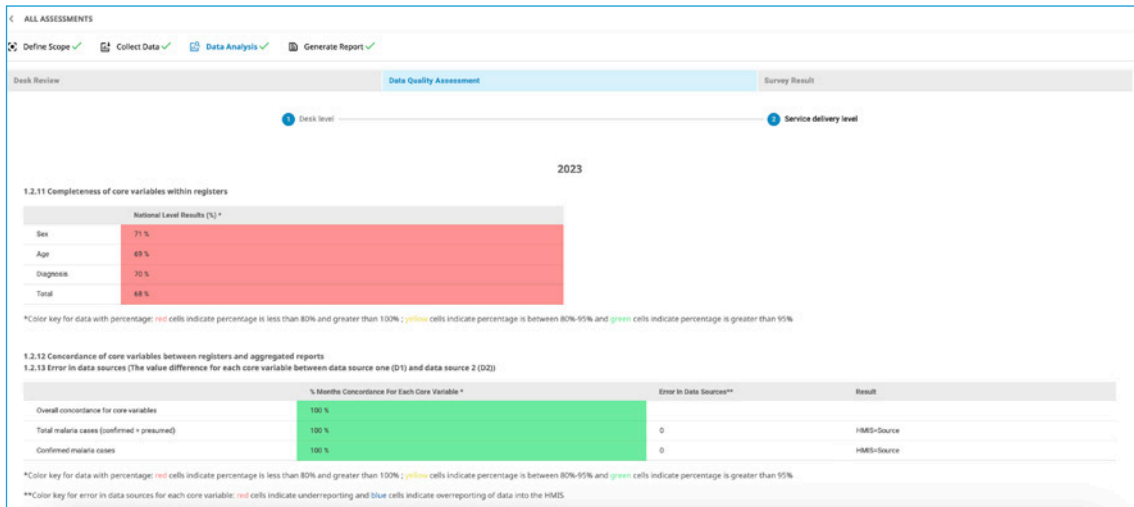 < ALL ASSESSMENTS
Define Scope Collect Data Data Analysis Generate Report
Desk Review Data Quality Assessment Survey Result
1 Desk level 2 Service delivery level
2023
1.2.11 Completeness of core variables within registers
National Level Results (%) *
Sex 71 %
Age 69 %
Diagnosis 70 %
Total 68 %
*Color key for data with percentage: red cells indicate percentage is less than 80% and greater than 100% ; yellow cells indicate percentage is between 80%-95% and green cells indicate percentage is greater than 95%
1.2.12 Concordance of core variables between registers and aggregated reports
1.2.13 Error in data sources (The value difference for each core variable between data source one (D1) and data source 2 (D2))
% Months Concordance For Each Core Variable * Error In Data Sources** Result
Overall concordance for core variables 100 %
Total malaria cases (confirmed + presumed) 100 % 0 HMIS=Source
Confirmed malaria cases 100 % 0 HMIS=Source
*Color key for data with percentage: red cells indicate percentage is less than 80% and greater than 100% ; yellow cells indicate percentage is between 80%-95% and green cells indicate percentage is greater than 95%
**Color key for error in data sources for each core variable: red cells indicate underreporting and blue cells indicate overreporting of data into the HMIS